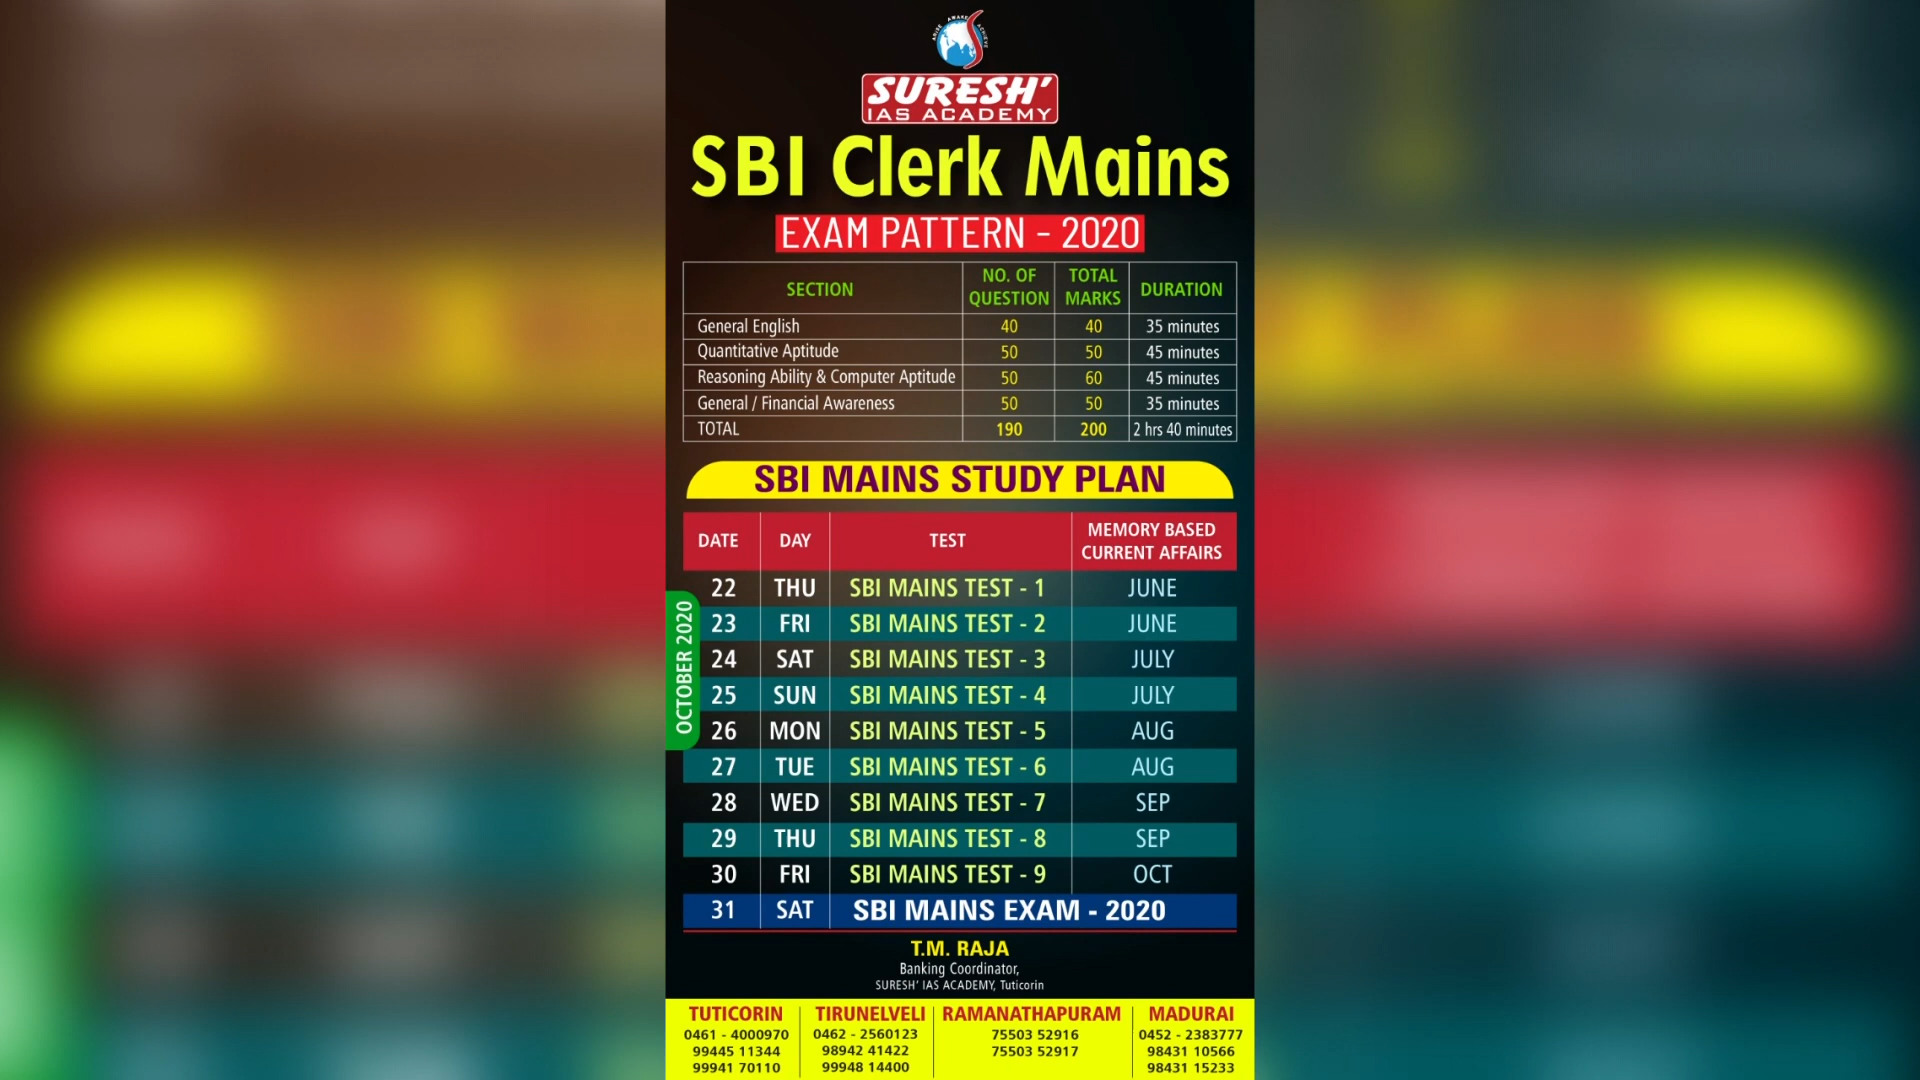 ARISE AWAKE ACHIEVE
SURESH'
IAS ACADEMY
SBI Clerk Mains
EXAM PATTERN - 2020
SECTION NO. OF QUESTION TOTAL MARKS DURATION
General English 40 40 35 minutes
Quantitative Aptitude 50 50 45 minutes
Reasoning Ability & Computer Aptitude 50 60 45 minutes
General / Financial Awareness 50 50 35 minutes
TOTAL 190 200 2 hrs 40 minutes
SBI MAINS STUDY PLAN
DATE DAY TEST MEMORY BASED CURRENT AFFAIRS
OCTOBER 2020
22 THU SBI MAINS TEST - 1 JUNE
23 FRI SBI MAINS TEST - 2 JUNE
24 SAT SBI MAINS TEST - 3 JULY
25 SUN SBI MAINS TEST - 4 JULY
26 MON SBI MAINS TEST - 5 AUG
27 TUE SBI MAINS TEST - 6 AUG
28 WED SBI MAINS TEST - 7 SEP
29 THU SBI MAINS TEST - 8 SEP
30 FRI SBI MAINS TEST - 9 OCT
31 SAT SBI MAINS EXAM - 2020
T.M. RAJA
Banking Coordinator,
SURESH' IAS ACADEMY, Tuticorin
TUTICORIN TIRUNELVELI RAMANATHAPURAM MADURAI
0461 - 4000970 0462 - 2560123 75503 52916 0452 - 2383777
99445 11344 98942 41422 75503 52917 98431 10566
99941 70110 99948 14400 98431 15233